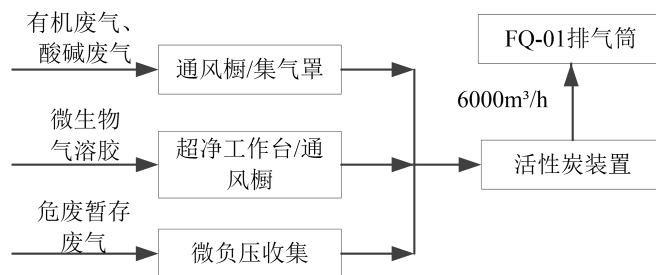 有机废气、
酸碱废气
通风橱/集气罩
FQ-01排气筒
6000m³/h
微生物
气溶胶
超净工作台/通
风橱
活性炭装置
危废暂存
废气
微负压收集